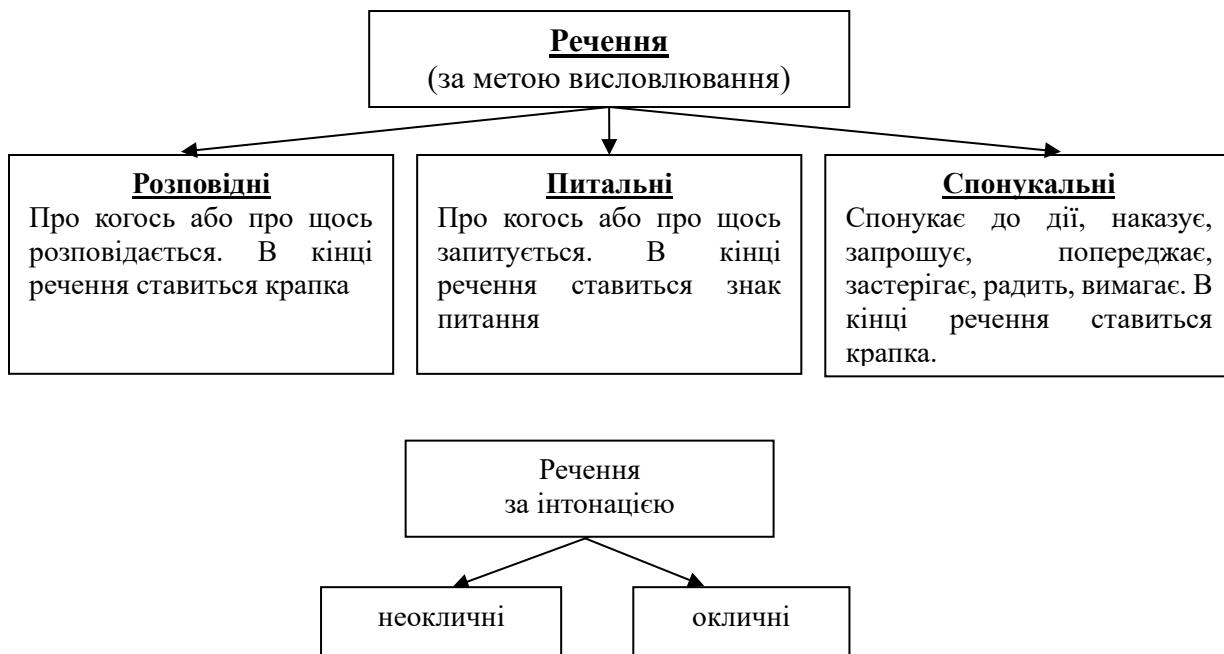 Речення
(за метою висловлювання)
Розповідні
Про когось або про щось
розповідається. В кінці
речення ставиться крапка
Питальні
Про когось або про щось
запитується. В кінці
речення ставиться знак
питання
Спонукальні
Спонукає до дії, наказує,
запрошує, попереджає,
застерігає, радить, вимагає. В
кінці речення ставиться
крапка.
Речення
за інтонацією
неокличні
окличні